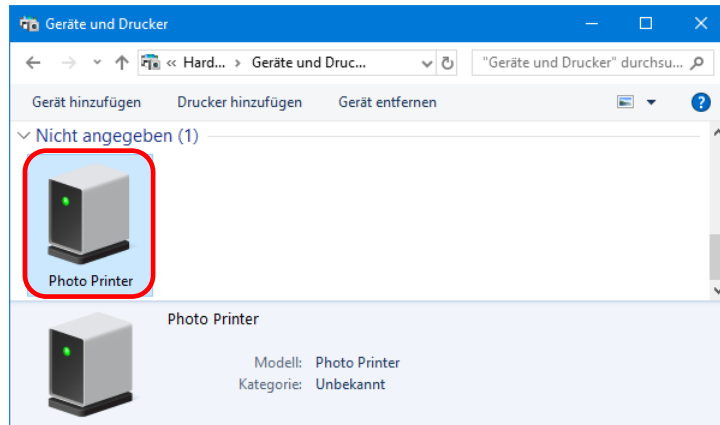 Geräte und Drucker
« Hard... › Geräte und Druc...
"Geräte und Drucker" durchsu...
Gerät hinzufügen Drucker hinzufügen Gerät entfernen
Nicht angegeben (1)
Photo Printer
Photo Printer
Modell: Photo Printer
Kategorie: Unbekannt